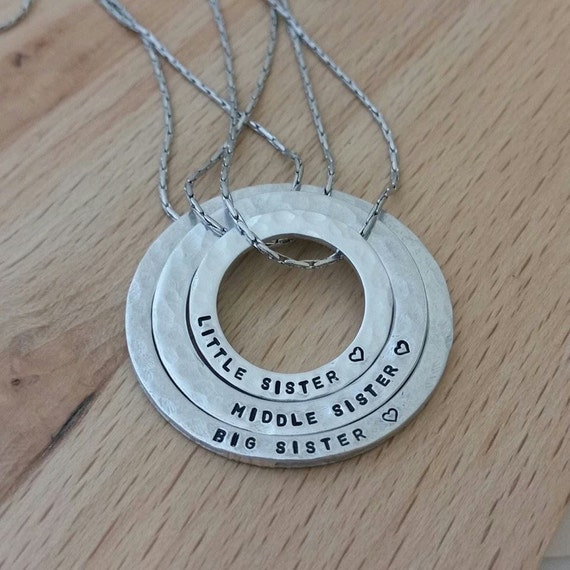 LITTLE SISTER ♡
MIDDLE SISTER ♡
BIG SISTER ♡